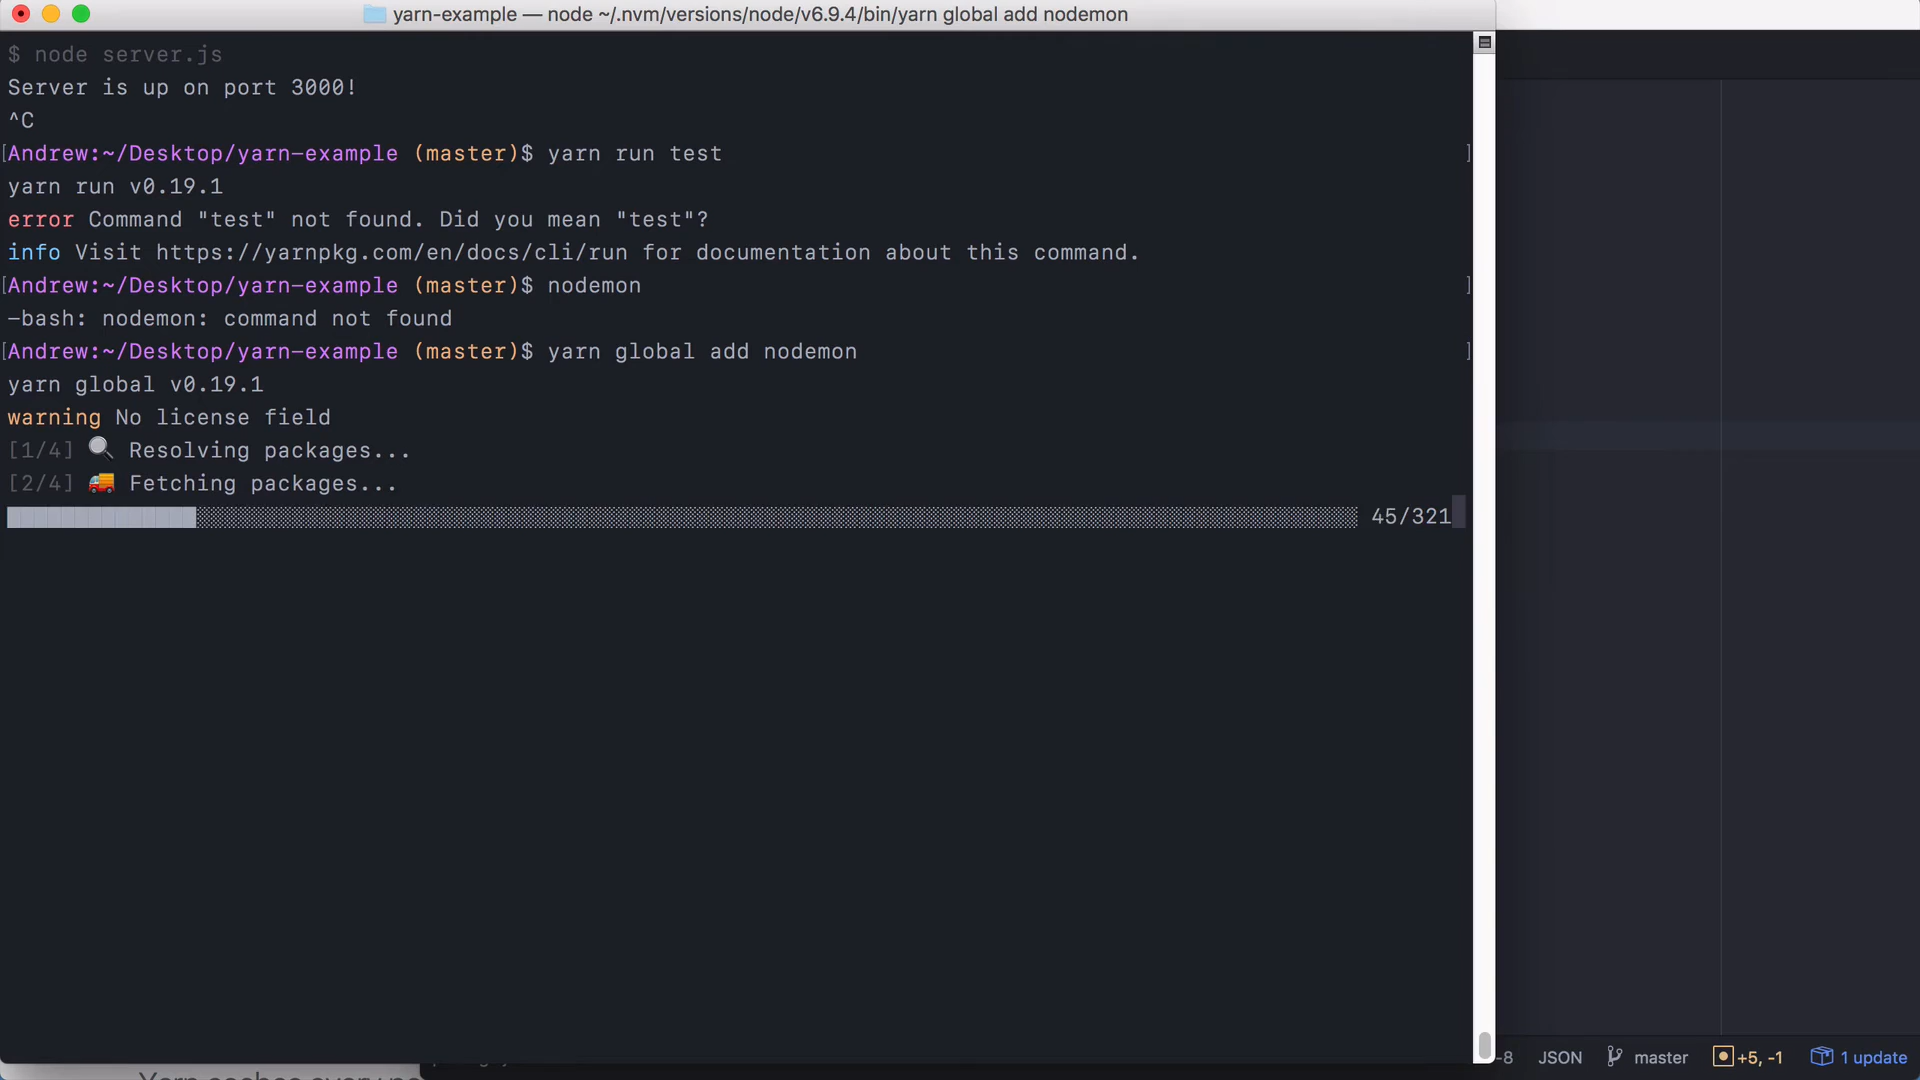 yarn-example — node ~/.nvm/versions/node/v6.9.4/bin/yarn global add nodemon
$ node server.js
Server is up on port 3000!
^C
[Andrew:~/Desktop/yarn-example (master)$ yarn run test ]
yarn run v0.19.1
error Command "test" not found. Did you mean "test"?
info Visit https://yarnpkg.com/en/docs/cli/run for documentation about this command.
[Andrew:~/Desktop/yarn-example (master)$ nodemon ]
-bash: nodemon: command not found
[Andrew:~/Desktop/yarn-example (master)$ yarn global add nodemon ]
yarn global v0.19.1
warning No license field
[1/4] 🔍 Resolving packages...
[2/4] 🚚 Fetching packages...
45/321
-8 JSON master +5, -1 1 update